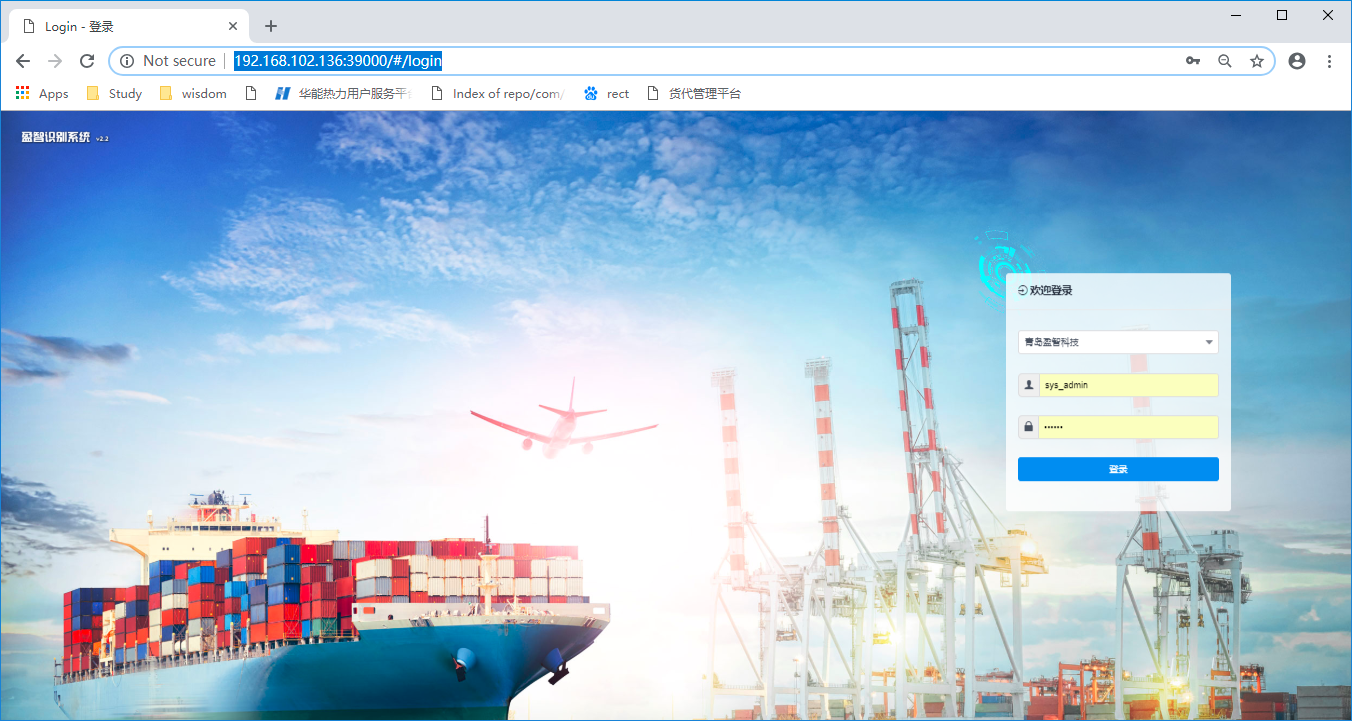 Login - 登录
Not secure
192.168.102.136:39000/#/login
Apps
Study
wisdom
华能热力用户服务平
Index of repo/com/
rect
货代管理平台
盈智识别系统 v2.2
欢迎登录
青岛盈智科技
sys_admin
••••••
登录